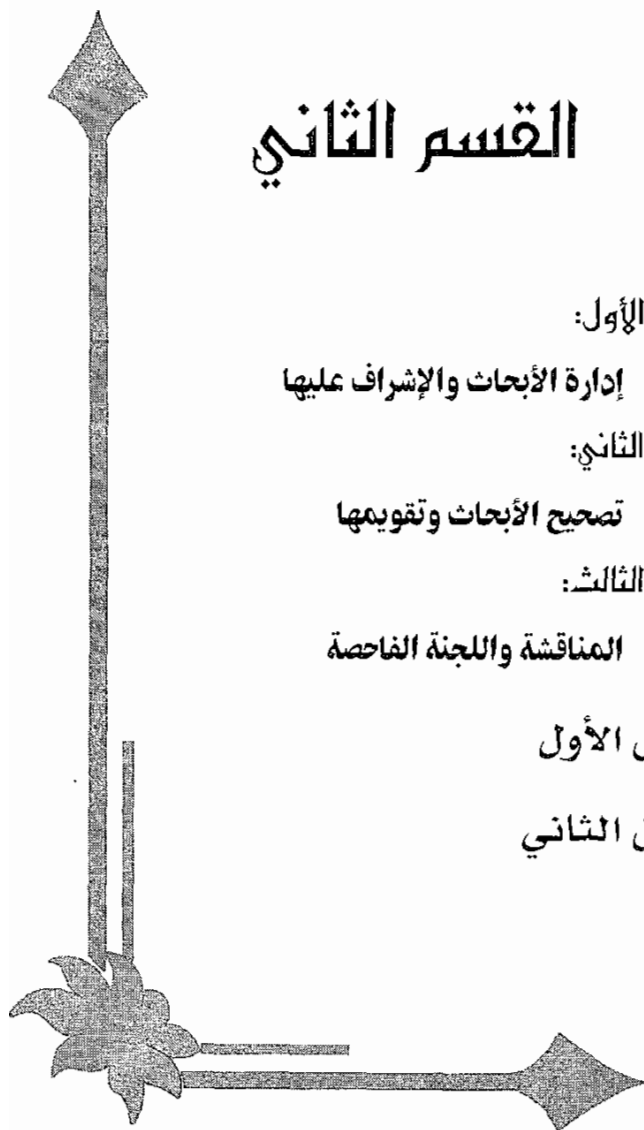 القسم الثاني
الأول:
إدارة الأبحاث والإشراف عليها
الثاني:
تصحيح الأبحاث وتقويمها
الثالث:
المناقشة واللجنة الفاحصة
الأول
الثاني